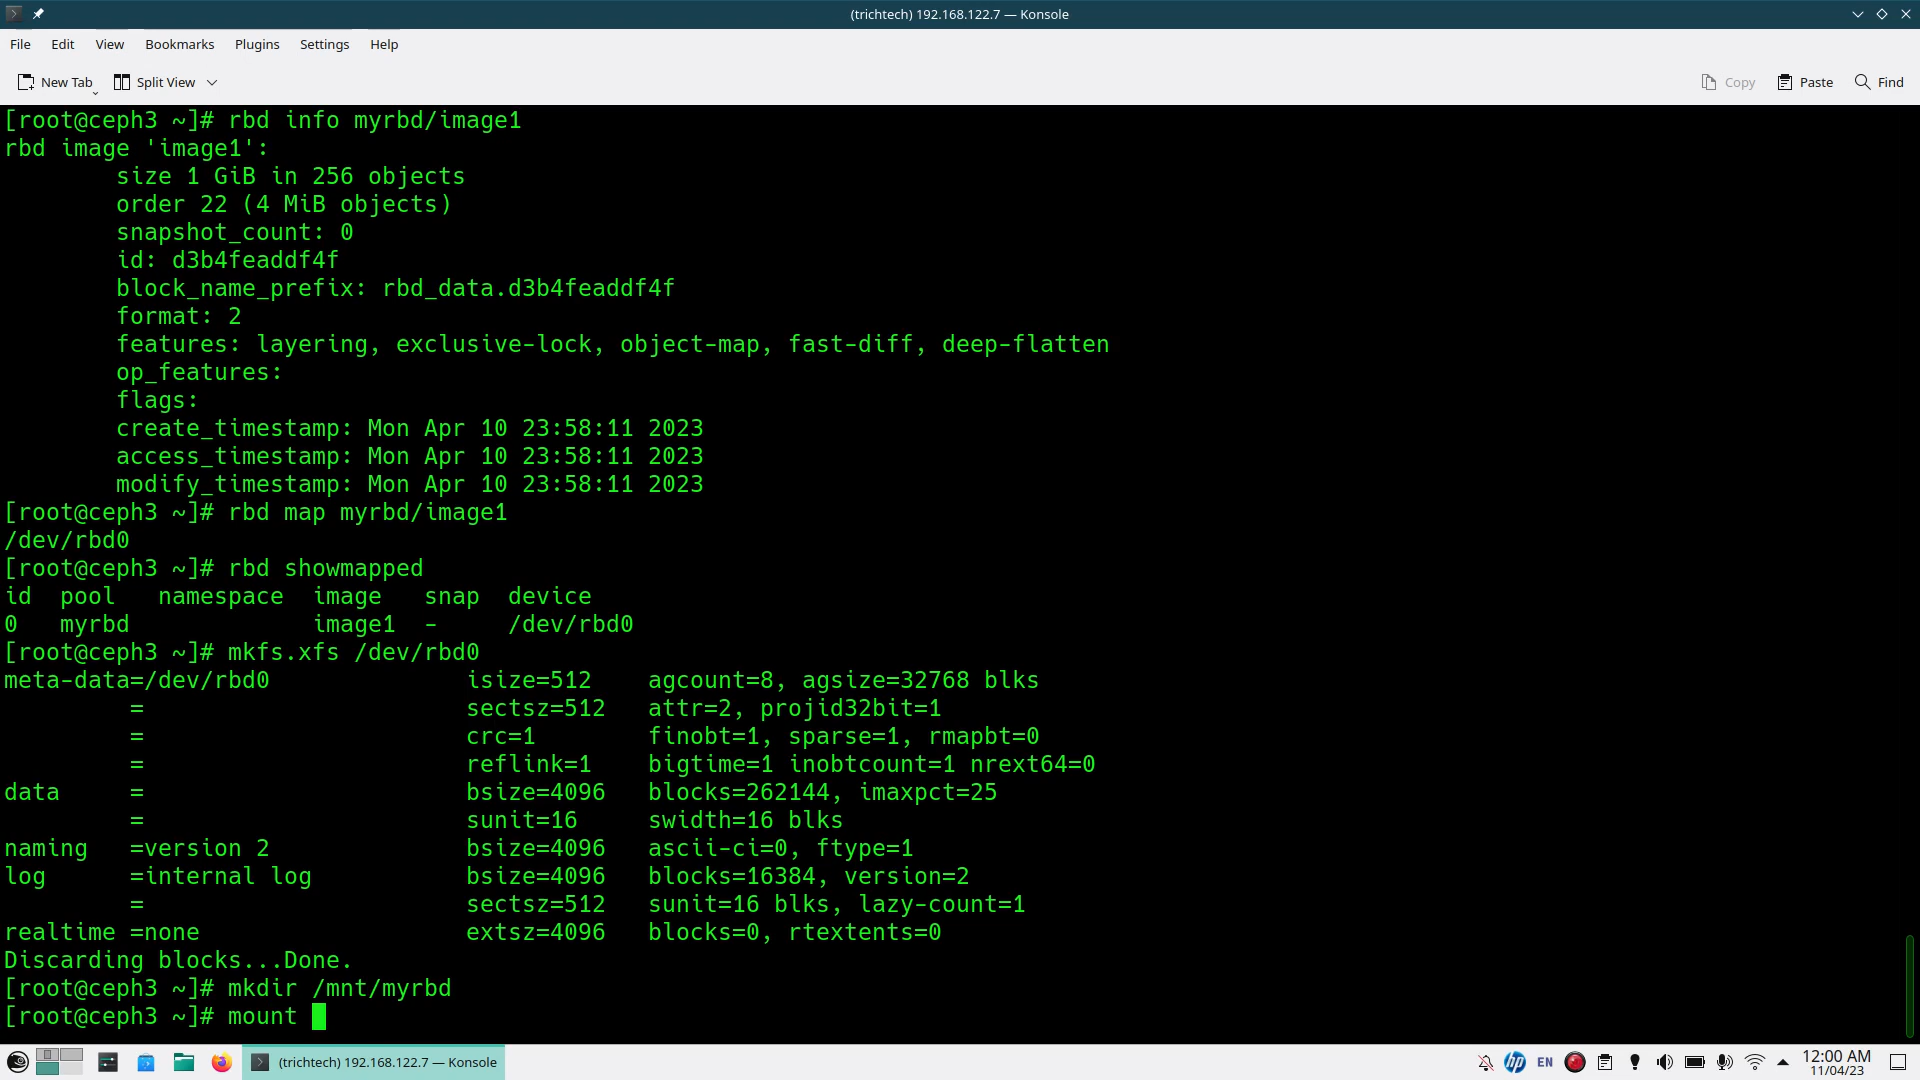 (trichtech) 192.168.122.7 — Konsole
File Edit View Bookmarks Plugins Settings Help
New Tab Split View Copy Paste Find
[root@ceph3 ~]# rbd info myrbd/image1
rbd image 'image1':
        size 1 GiB in 256 objects
        order 22 (4 MiB objects)
        snapshot_count: 0
        id: d3b4feaddf4f
        block_name_prefix: rbd_data.d3b4feaddf4f
        format: 2
        features: layering, exclusive-lock, object-map, fast-diff, deep-flatten
        op_features:
        flags:
        create_timestamp: Mon Apr 10 23:58:11 2023
        access_timestamp: Mon Apr 10 23:58:11 2023
        modify_timestamp: Mon Apr 10 23:58:11 2023
[root@ceph3 ~]# rbd map myrbd/image1
/dev/rbd0
[root@ceph3 ~]# rbd showmapped
id  pool   namespace  image   snap  device
0   myrbd             image1  -     /dev/rbd0
[root@ceph3 ~]# mkfs.xfs /dev/rbd0
meta-data=/dev/rbd0              isize=512    agcount=8, agsize=32768 blks
         =                       sectsz=512   attr=2, projid32bit=1
         =                       crc=1        finobt=1, sparse=1, rmapbt=0
         =                       reflink=1    bigtime=1 inobtcount=1 nrext64=0
data     =                       bsize=4096   blocks=262144, imaxpct=25
         =                       sunit=16     swidth=16 blks
naming   =version 2              bsize=4096   ascii-ci=0, ftype=1
log      =internal log           bsize=4096   blocks=16384, version=2
         =                       sectsz=512   sunit=16 blks, lazy-count=1
realtime =none                   extsz=4096   blocks=0, rtextents=0
Discarding blocks...Done.
[root@ceph3 ~]# mkdir /mnt/myrbd
[root@ceph3 ~]# mount
(trichtech) 192.168.122.7 — Konsole hp EN 12:00 AM
11/04/23